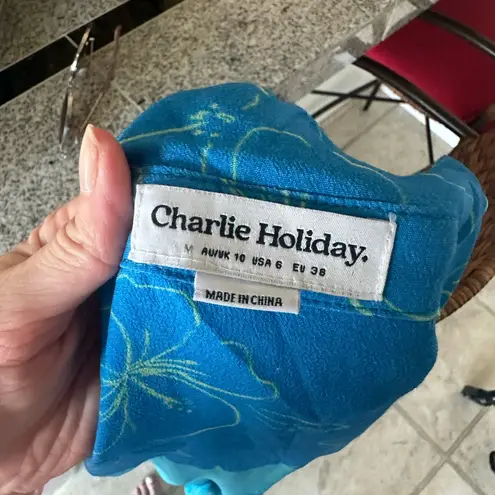 Charlie Holiday.
M AU/UK 10 USA 6 EU 38
MADE IN CHINA